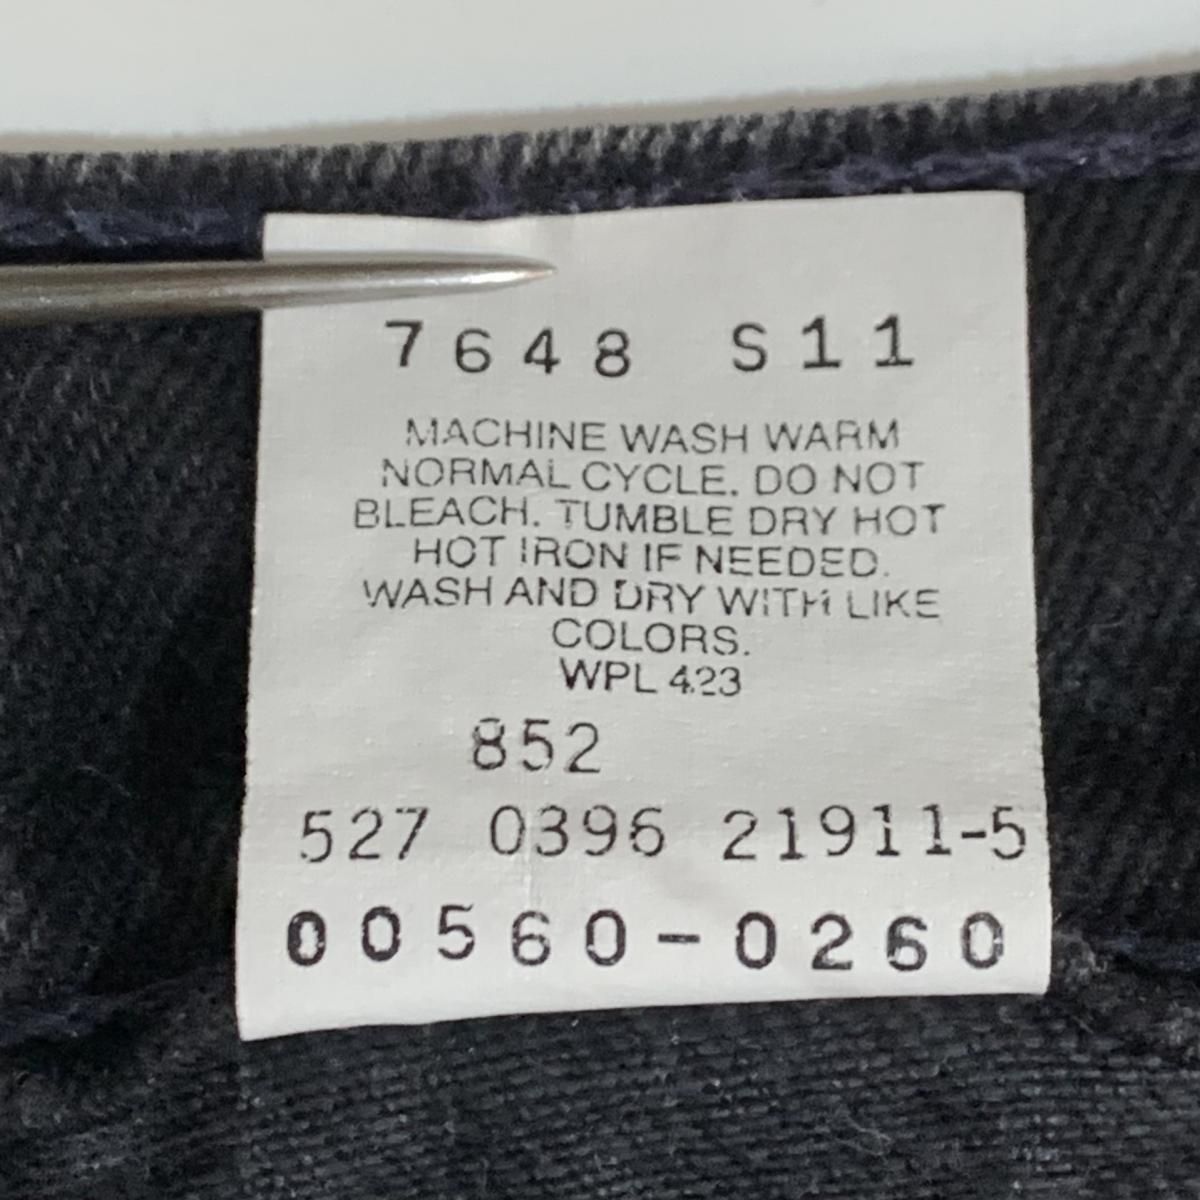 7648 S11
MACHINE WASH WARM
NORMAL CYCLE. DO NOT
BLEACH. TUMBLE DRY HOT
HOT IRON IF NEEDED.
WASH AND DRY WITH LIKE
COLORS.
WPL 423
852
527 0396 21911-5
00560-0260